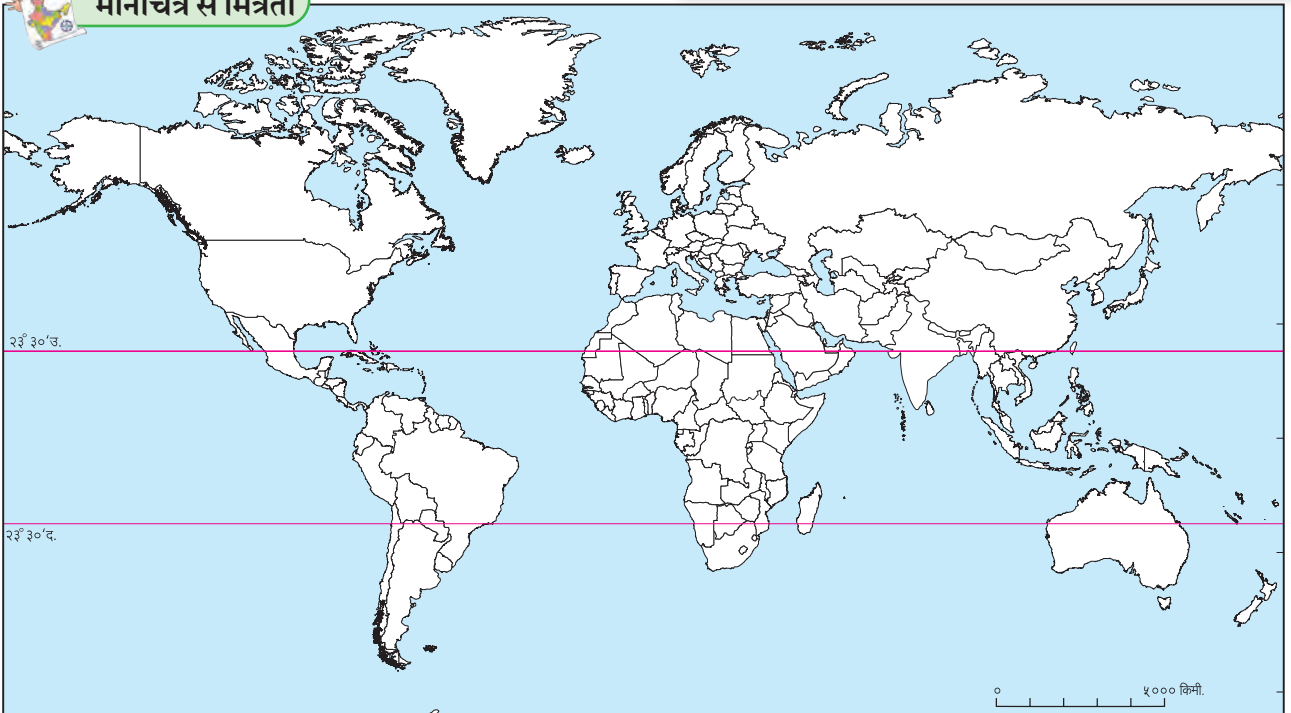 मानचित्र से मित्रता
२३° ३०' उ.
२३° ३०' द.
० ५००० किमी.